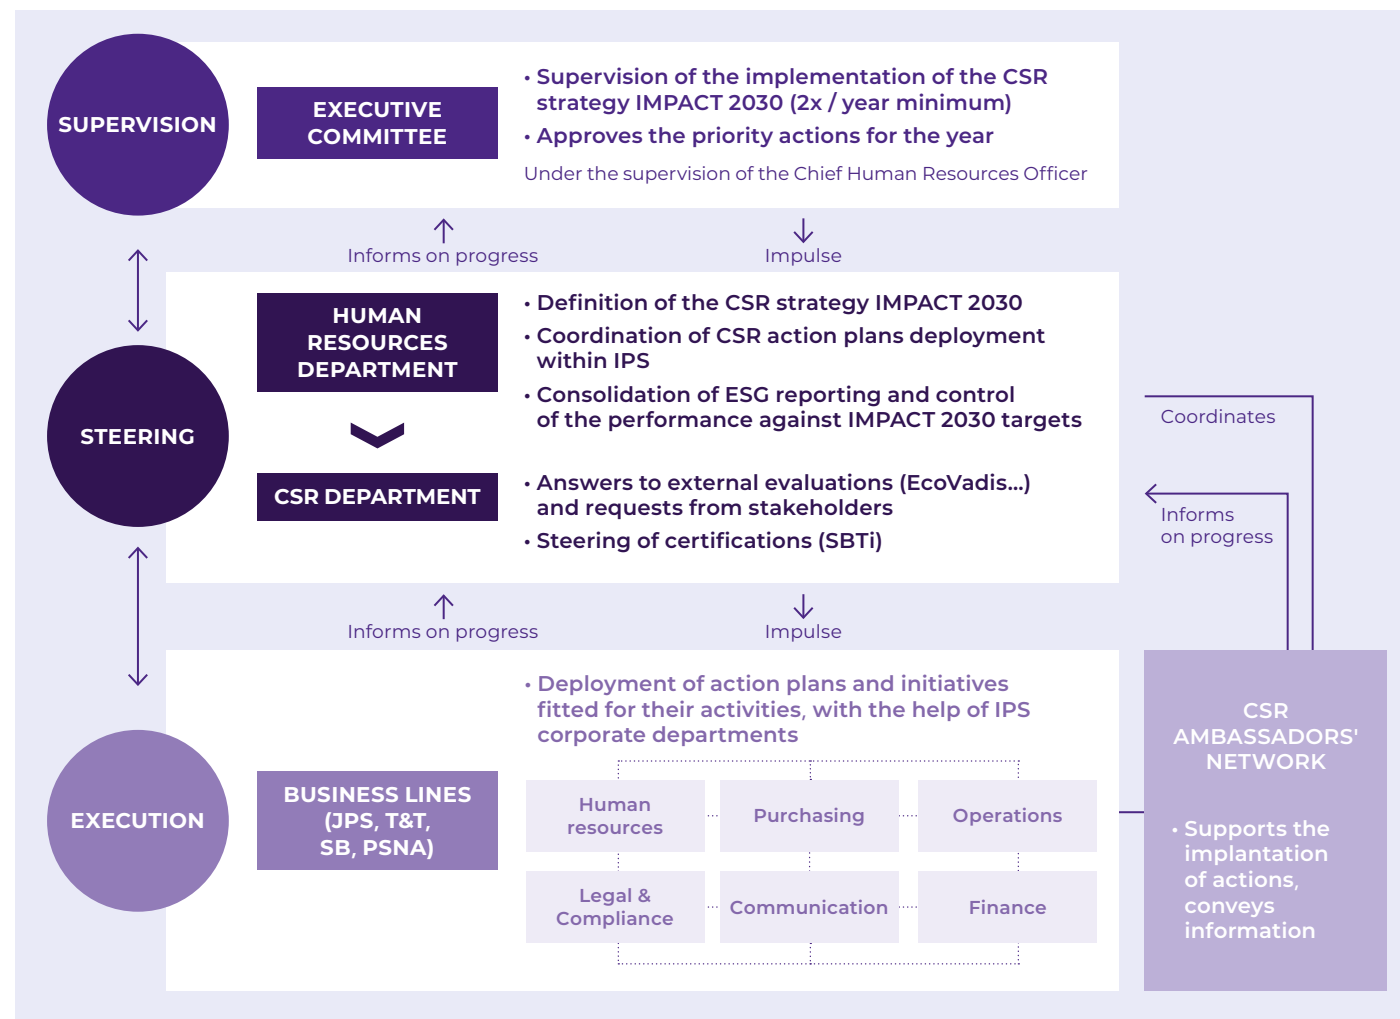 SUPERVISION
EXECUTIVE
COMMITTEE
• Supervision of the implementation of the CSR
strategy IMPACT 2030 (2x / year minimum)
• Approves the priority actions for the year
Under the supervision of the Chief Human Resources Officer
Informs on progress
Impulse
STEERING
HUMAN
RESOURCES
DEPARTMENT
• Definition of the CSR strategy IMPACT 2030
• Coordination of CSR action plans deployment
within IPS
• Consolidation of ESG reporting and control
of the performance against IMPACT 2030 targets
CSR DEPARTMENT
• Answers to external evaluations (EcoVadis...)
and requests from stakeholders
• Steering of certifications (SBTi)
Coordinates
Informs
on progress
Informs on progress
Impulse
EXECUTION
BUSINESS LINES
(JPS, T&T,
SB, PSNA)
• Deployment of action plans and initiatives
fitted for their activities, with the help of IPS
corporate departments
Human
resources
Purchasing
Operations
Legal &
Compliance
Communication
Finance
CSR
AMBASSADORS'
NETWORK
• Supports the
implantation
of actions,
conveys
information